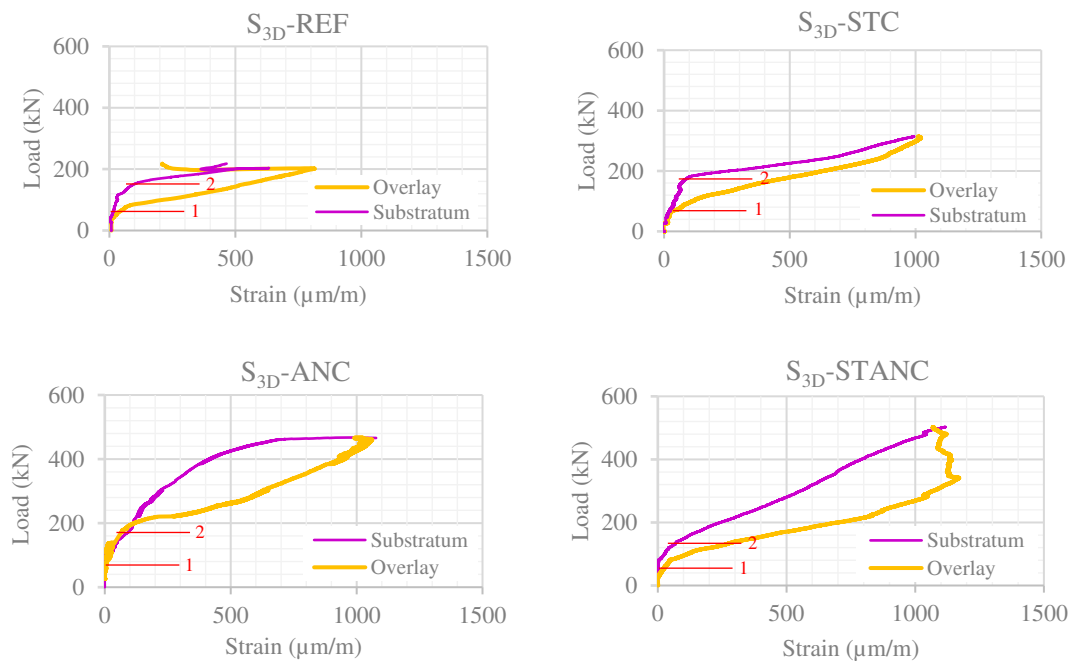 S3D-REF
600
400
200
0
Load (kN)
2
1
Overlay
Substratum
0 500 1000 1500
Strain (µm/m)
S3D-STC
600
400
200
0
Load (kN)
2
1
Overlay
Substratum
0 500 1000 1500
Strain (µm/m)
S3D-ANC
600
400
200
0
Load (kN)
2
1
Substratum
Overlay
0 500 1000 1500
Strain (µm/m)
S3D-STANC
600
400
200
0
Load (kN)
2
1
Substratum
Overlay
0 500 1000 1500
Strain (µm/m)